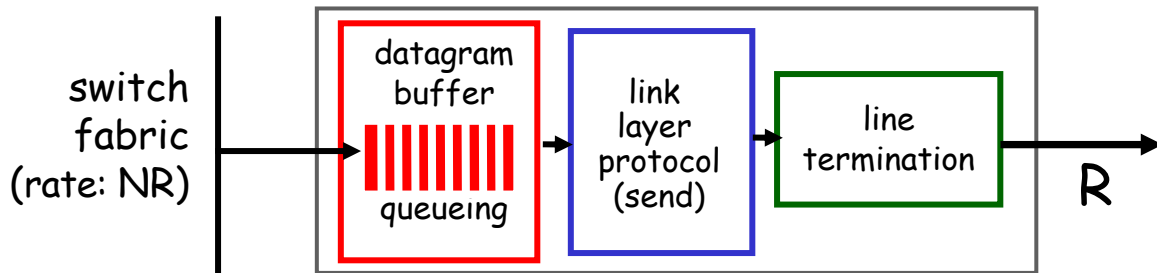 switch
fabric
(rate: NR)
datagram
buffer
queueing
link
layer
protocol
(send)
line
termination
R